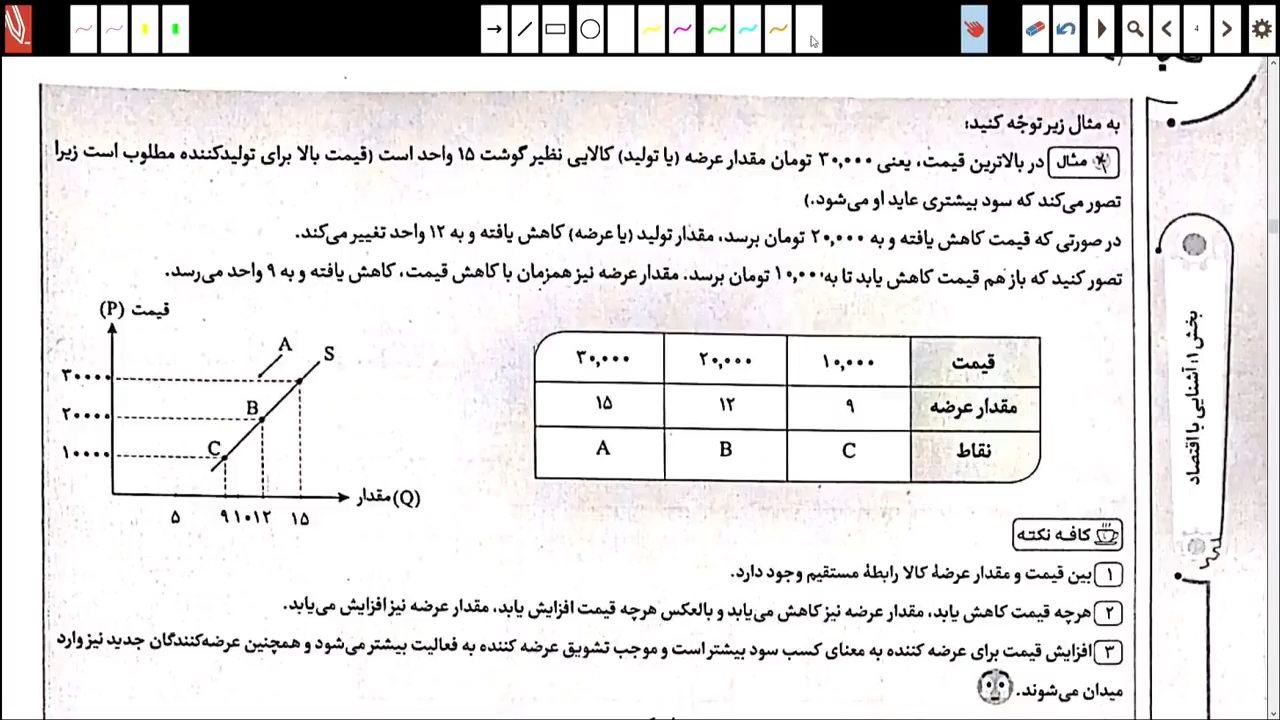 4
به مثال زیر توجّه کنید:
مثال در بالاترین قیمت، یعنی ۳۰,۰۰۰ تومان مقدار عرضه (یا تولید) کالایی نظیر گوشت ۱۵ واحد است (قیمت بالا برای تولیدکننده مطلوب است زیرا
تصور می‌کند که سود بیشتری عاید او می‌شود.)
در صورتی که قیمت کاهش یافته و به ۲۰,۰۰۰ تومان برسد، مقدار تولید (یا عرضه) کاهش یافته و به ۱۲ واحد تغییر می‌کند.
تصور کنید که باز هم قیمت کاهش یابد تا به ۱۰,۰۰۰ تومان برسد. مقدار عرضه نیز همزمان با کاهش قیمت، کاهش یافته و به ۹ واحد می‌رسد.
قیمت ۱۰,۰۰۰ ۲۰,۰۰۰ ۳۰,۰۰۰
مقدار عرضه ۹ ۱۲ ۱۵
نقاط C B A
قیمت (P)
A
S
۳۰۰۰۰
B
۲۰۰۰۰
C
۱۰۰۰۰
مقدار (Q)
۵ ۹ ۱۰ ۱۲ ۱۵
کافه نکته
۱ بین قیمت و مقدار عرضهٔ کالا رابطهٔ مستقیم وجود دارد.
۲ هرچه قیمت کاهش یابد، مقدار عرضه نیز کاهش می‌یابد و بالعکس هرچه قیمت افزایش یابد، مقدار عرضه نیز افزایش می‌یابد.
۳ افزایش قیمت برای عرضه کننده به معنای کسب سود بیشتر است و موجب تشویق عرضه کننده به فعالیت بیشتر می‌شود و همچنین عرضه‌کنندگان جدید نیز وارد
میدان می‌شوند.
بخش ۱: آشنایی با اقتصاد